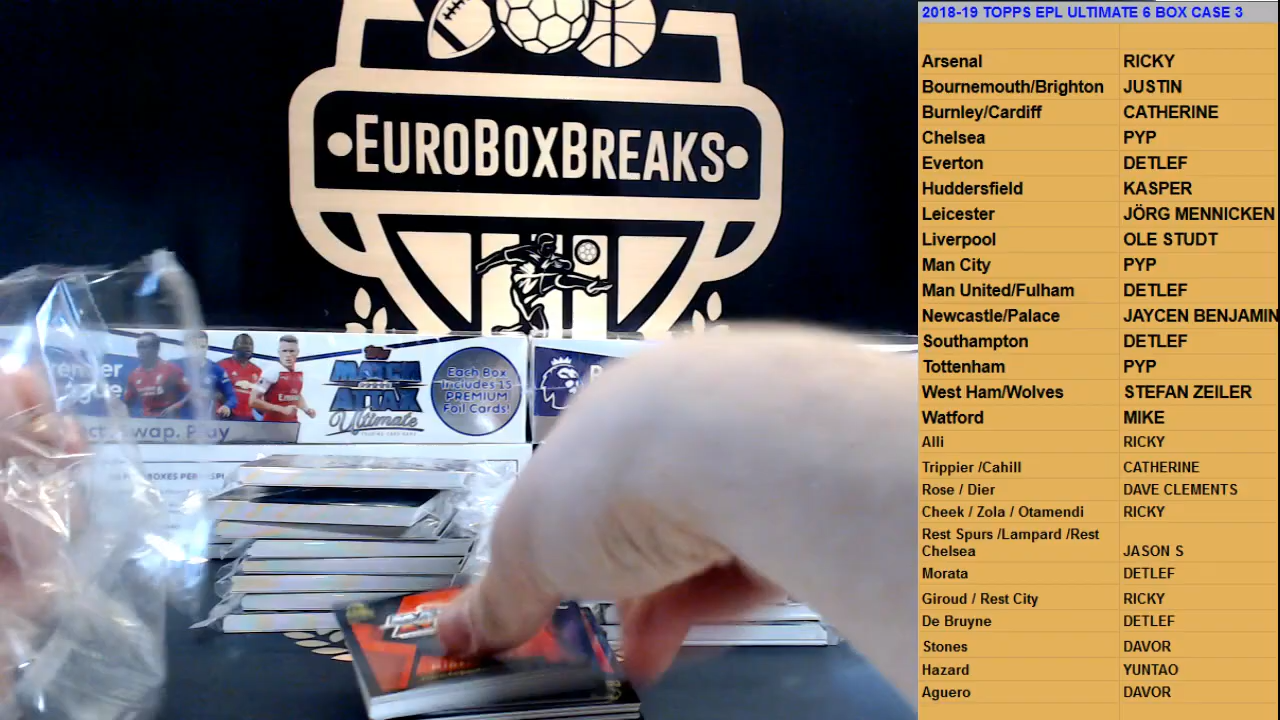 2018-19 TOPPS EPL ULTIMATE 6 BOX CASE 3
Arsenal RICKY
Bournemouth/Brighton JUSTIN
Burnley/Cardiff CATHERINE
Chelsea PYP
Everton DETLEF
Huddersfield KASPER
Leicester JÖRG MENNICKEN
Liverpool OLE STUDT
Man City PYP
Man United/Fulham DETLEF
Newcastle/Palace JAYCEN BENJAMIN
Southampton DETLEF
Tottenham PYP
West Ham/Wolves STEFAN ZEILER
Watford MIKE
Alli RICKY
Trippier /Cahill CATHERINE
Rose / Dier DAVE CLEMENTS
Cheek / Zola / Otamendi RICKY
Rest Spurs /Lampard /Rest
Chelsea JASON S
Morata DETLEF
Giroud / Rest City RICKY
De Bruyne DETLEF
Stones DAVOR
Hazard YUNTAO
Aguero DAVOR
EUROBOXBREAKS
Topps
MATCH
ATTAX
Ultimate
Each Box
Includes 15
PREMIUM
Foil Cards!
Swap. Play